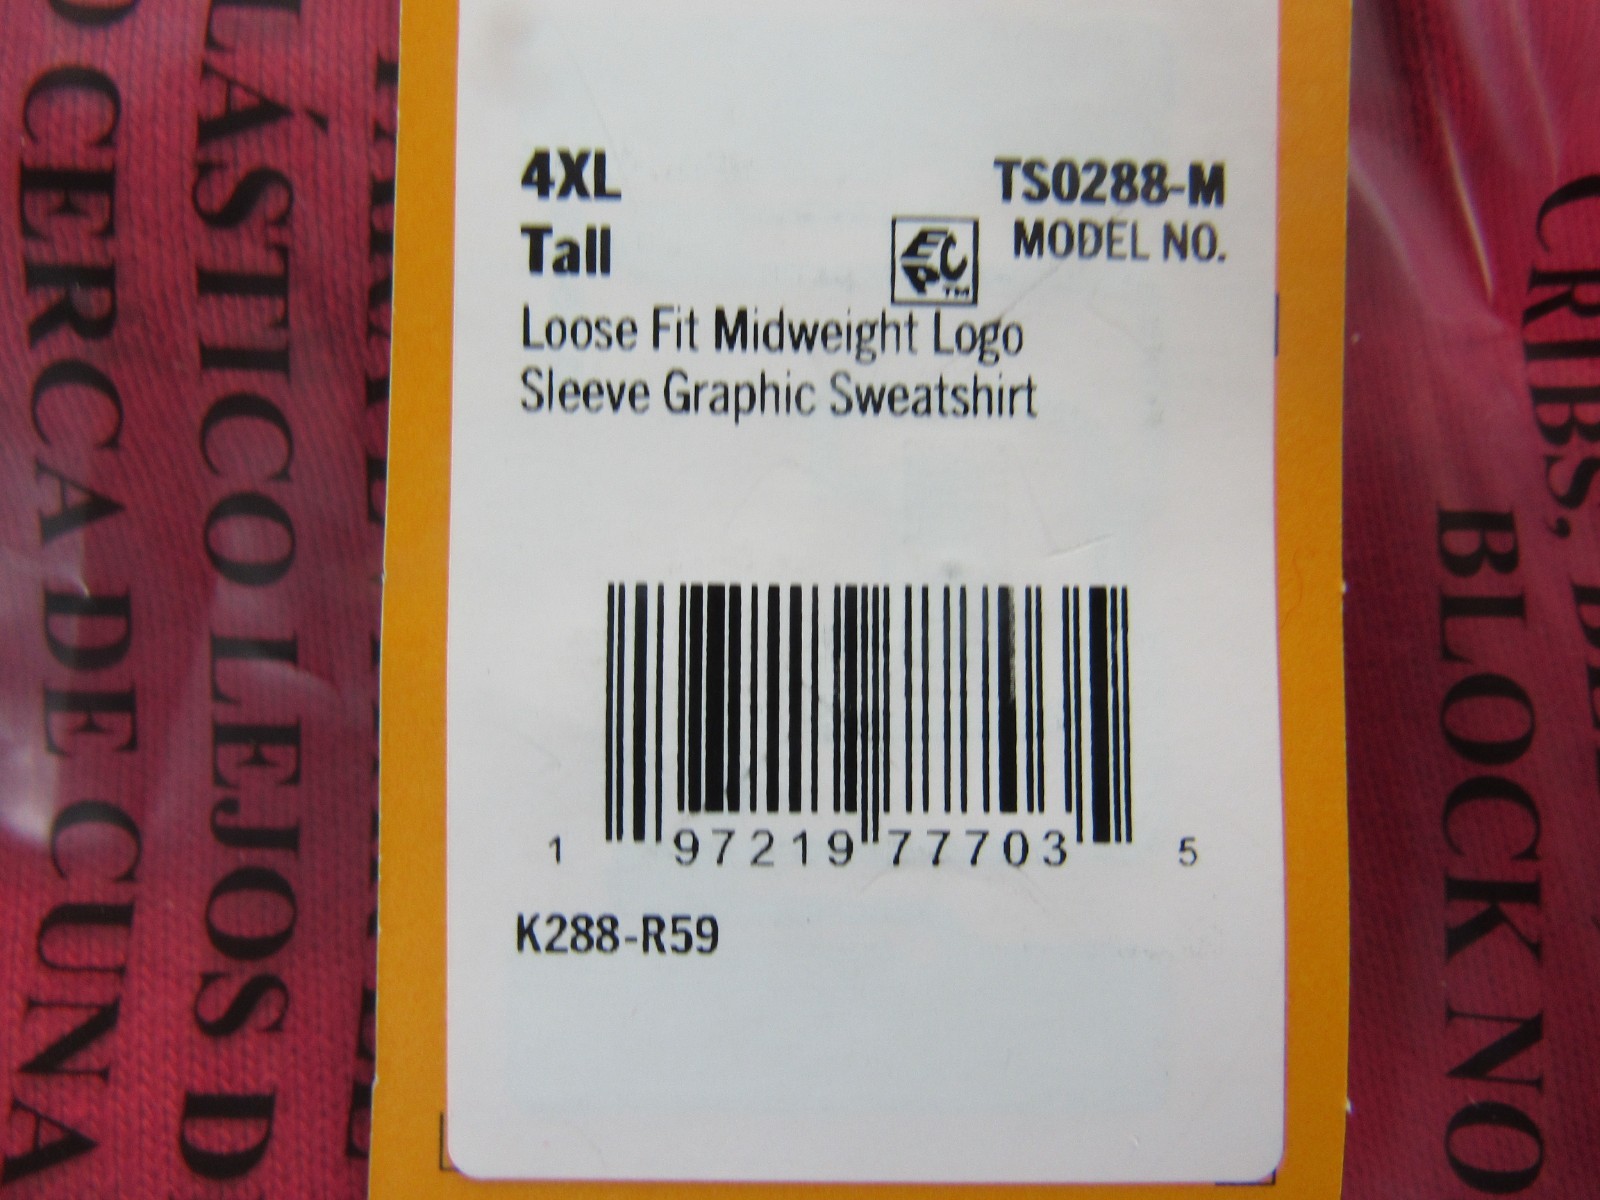 4XL
Tall
TS0288-M
MODEL NO.
EPC™
Loose Fit Midweight Logo
Sleeve Graphic Sweatshirt
1 97219 77703 5
K288-R59
CERCA DE CUNA
LÁSTICO LEJOS D
CRIBS,
BLOCK NO